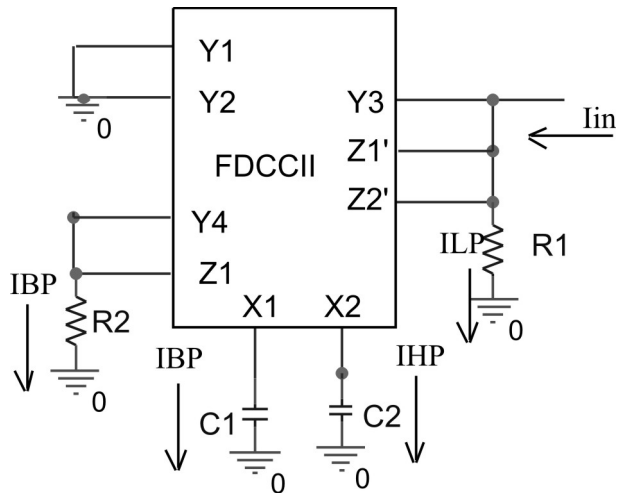 Y1
Y2
0
Y3
Iin
Z1'
FDCCII
Z2'
Y4
ILP
R1
Z1
IBP
X1
X2
R2
0
IBP
IHP
0
C1
C2
0
0